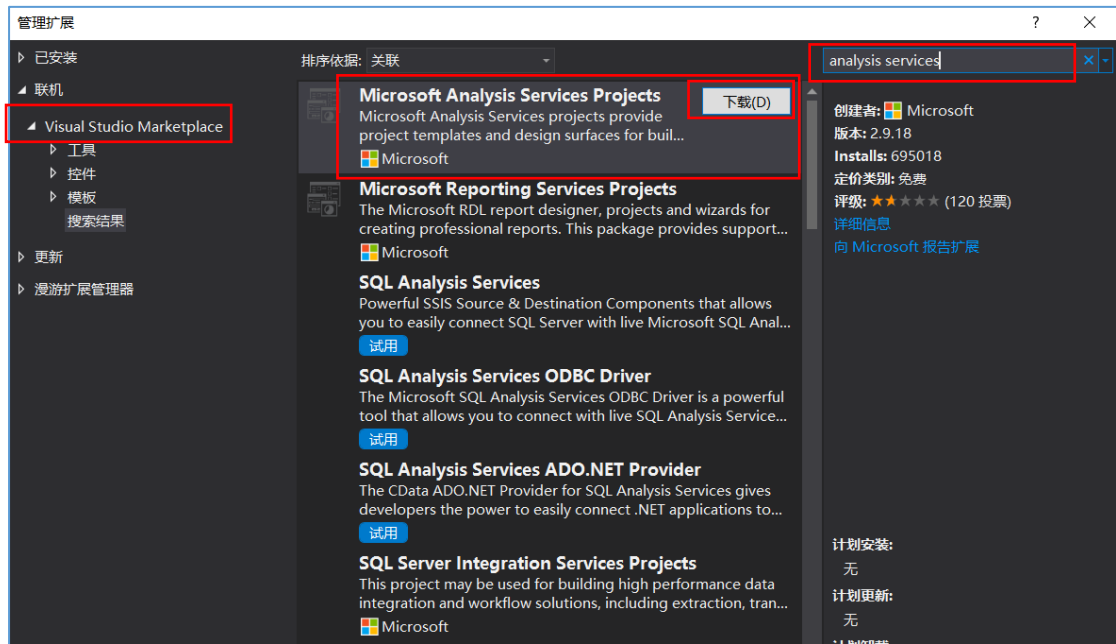 管理扩展
?
已安装
联机
Visual Studio Marketplace
工具
控件
模板
搜索结果
更新
漫游扩展管理器
排序依据: 关联
Microsoft Analysis Services Projects
下载(D)
Microsoft Analysis Services projects provide
project templates and design surfaces for buil...
Microsoft
Microsoft Reporting Services Projects
The Microsoft RDL report designer, projects and wizards for
creating professional reports. This package provides support...
Microsoft
SQL Analysis Services
Powerful SSIS Source & Destination Components that allows
you to easily connect SQL Server with live Microsoft SQL Anal...
试用
SQL Analysis Services ODBC Driver
The Microsoft SQL Analysis Services ODBC Driver is a powerful
tool that allows you to connect with live SQL Analysis Service...
试用
SQL Analysis Services ADO.NET Provider
The CData ADO.NET Provider for SQL Analysis Services gives
developers the power to easily connect .NET applications to...
试用
SQL Server Integration Services Projects
This project may be used for building high performance data
integration and workflow solutions, including extraction, tran...
Microsoft
analysis services
创建者: Microsoft
版本: 2.9.18
Installs: 695018
定价类别: 免费
评级: ★★★★★ (120 投票)
详细信息
向 Microsoft 报告扩展
计划安装:
无
计划更新:
无